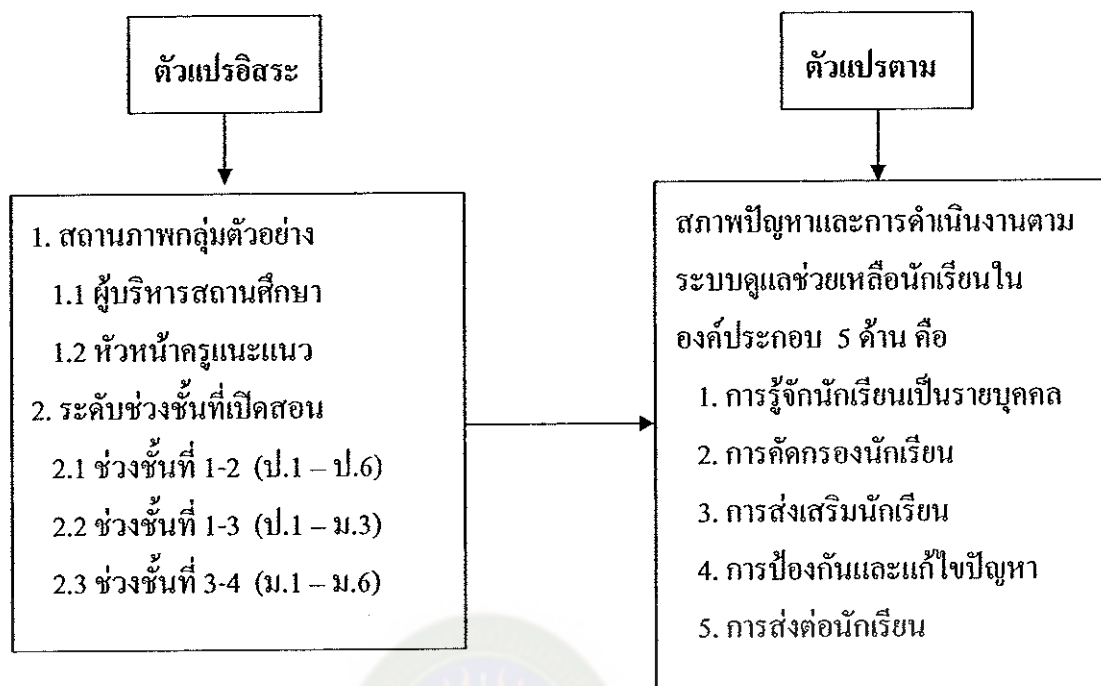 ตัวแปรอิสระ
1. สถานภาพกลุ่มตัวอย่าง
1.1 ผู้บริหารสถานศึกษา
1.2 หัวหน้าครูแนะแนว
2. ระดับช่วงชั้นที่เปิดสอน
2.1 ช่วงชั้นที่ 1-2 (ป.1 – ป.6)
2.2 ช่วงชั้นที่ 1-3 (ป.1 – ม.3)
2.3 ช่วงชั้นที่ 3-4 (ม.1 – ม.6)
ตัวแปรตาม
สภาพปัญหาและการดำเนินงานตาม
ระบบดูแลช่วยเหลือนักเรียนใน
องค์ประกอบ 5 ด้าน คือ
1. การรู้จักนักเรียนเป็นรายบุคคล
2. การคัดกรองนักเรียน
3. การส่งเสริมนักเรียน
4. การป้องกันและแก้ไขปัญหา
5. การส่งต่อนักเรียน